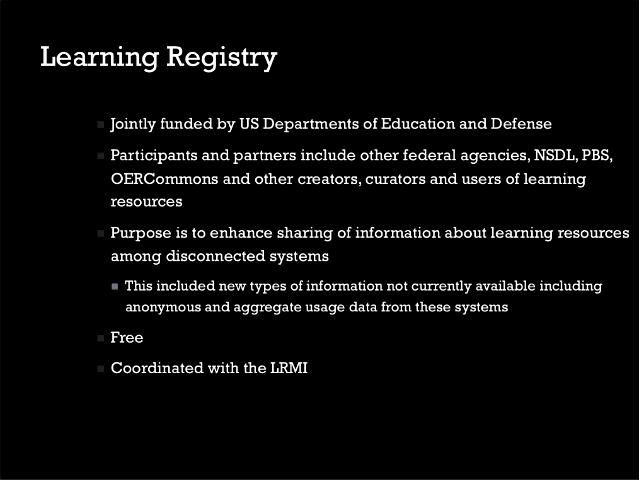 Learning Registry
Jointly funded by US Departments of Education and Defense
Participants and partners include other federal agencies, NSDL, PBS,
OERCommons and other creators, curators and users of learning
resources
Purpose is to enhance sharing of information about learning resources
among disconnected systems
This included new types of information not currently available including
anonymous and aggregate usage data from these systems
Free
Coordinated with the LRMI